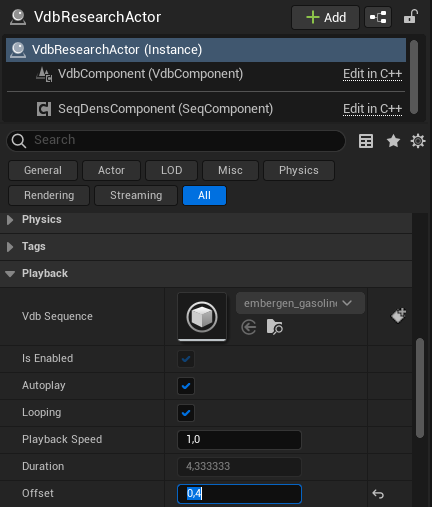 VdbResearchActor
Add
VdbResearchActor (Instance)
VdbComponent (VdbComponent) Edit in C++
SeqDensComponent (SeqComponent) Edit in C++
Search
General Actor LOD Misc Physics
Rendering Streaming All
Physics
Tags
Playback
Vdb Sequence embergen_gasolin
Is Enabled
Autoplay
Looping
Playback Speed 1,0
Duration 4,333333
Offset 0,4